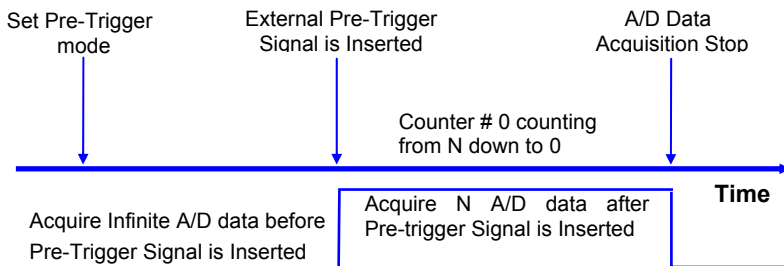 Set Pre-Trigger
mode
External Pre-Trigger
Signal is Inserted
A/D Data
Acquisition Stop
Counter # 0 counting
from N down to 0
Time
Acquire Infinite A/D data before
Pre-Trigger Signal is Inserted
Acquire N A/D data after
Pre-trigger Signal is Inserted